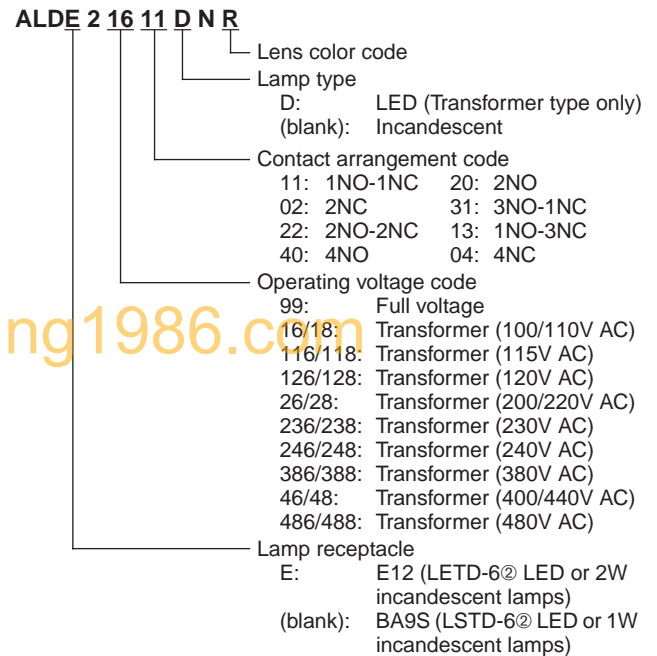 ALDE 2 16 11 D N R
Lens color code
Lamp type
D: LED (Transformer type only)
(blank): Incandescent
Contact arrangement code
11: 1NO-1NC 20: 2NO
02: 2NC 31: 3NO-1NC
22: 2NO-2NC 13: 1NO-3NC
40: 4NO 04: 4NC
Operating voltage code
99: Full voltage
16/18: Transformer (100/110V AC)
116/118: Transformer (115V AC)
126/128: Transformer (120V AC)
26/28: Transformer (200/220V AC)
236/238: Transformer (230V AC)
246/248: Transformer (240V AC)
386/388: Transformer (380V AC)
46/48: Transformer (400/440V AC)
486/488: Transformer (480V AC)
Lamp receptacle
E: E12 (LETD-6② LED or 2W
incandescent lamps)
(blank): BA9S (LSTD-6② LED or 1W
incandescent lamps)
ng1986.com